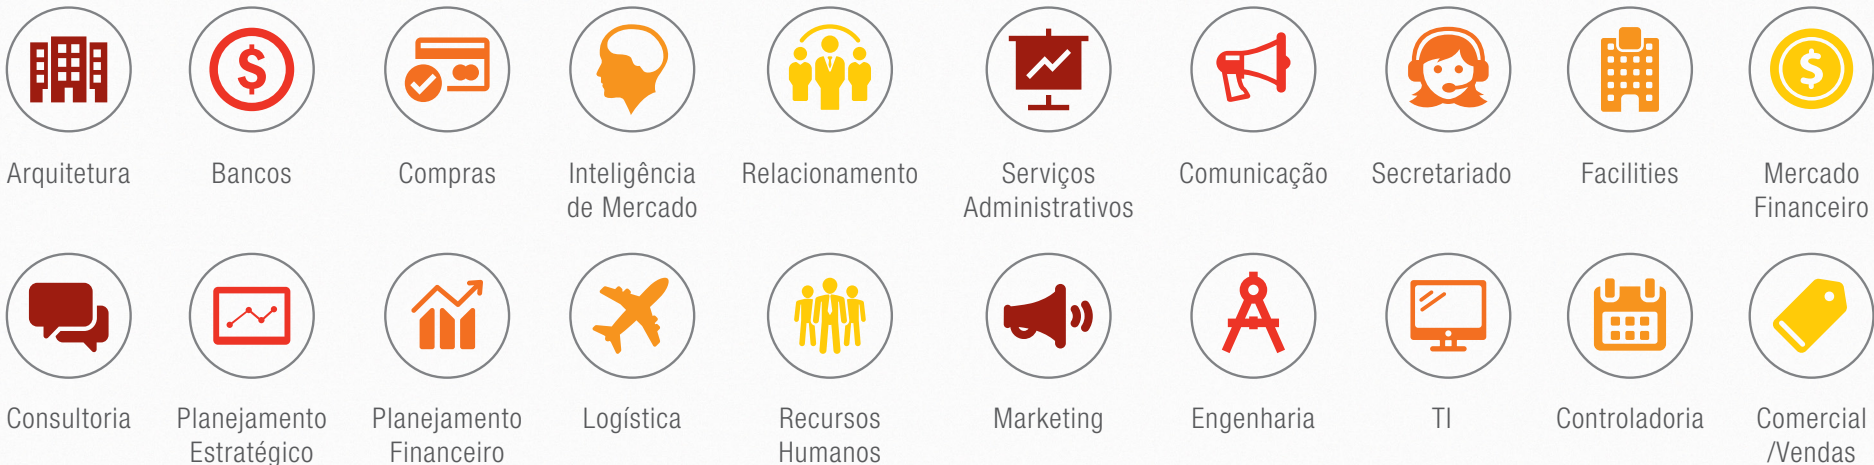 Arquitetura
Bancos
Compras
Inteligência
de Mercado
Relacionamento
Serviços
Administrativos
Comunicação
Secretariado
Facilities
Mercado
Financeiro
Consultoria
Planejamento
Estratégico
Planejamento
Financeiro
Logística
Recursos
Humanos
Marketing
Engenharia
TI
Controladoria
Comercial
/Vendas